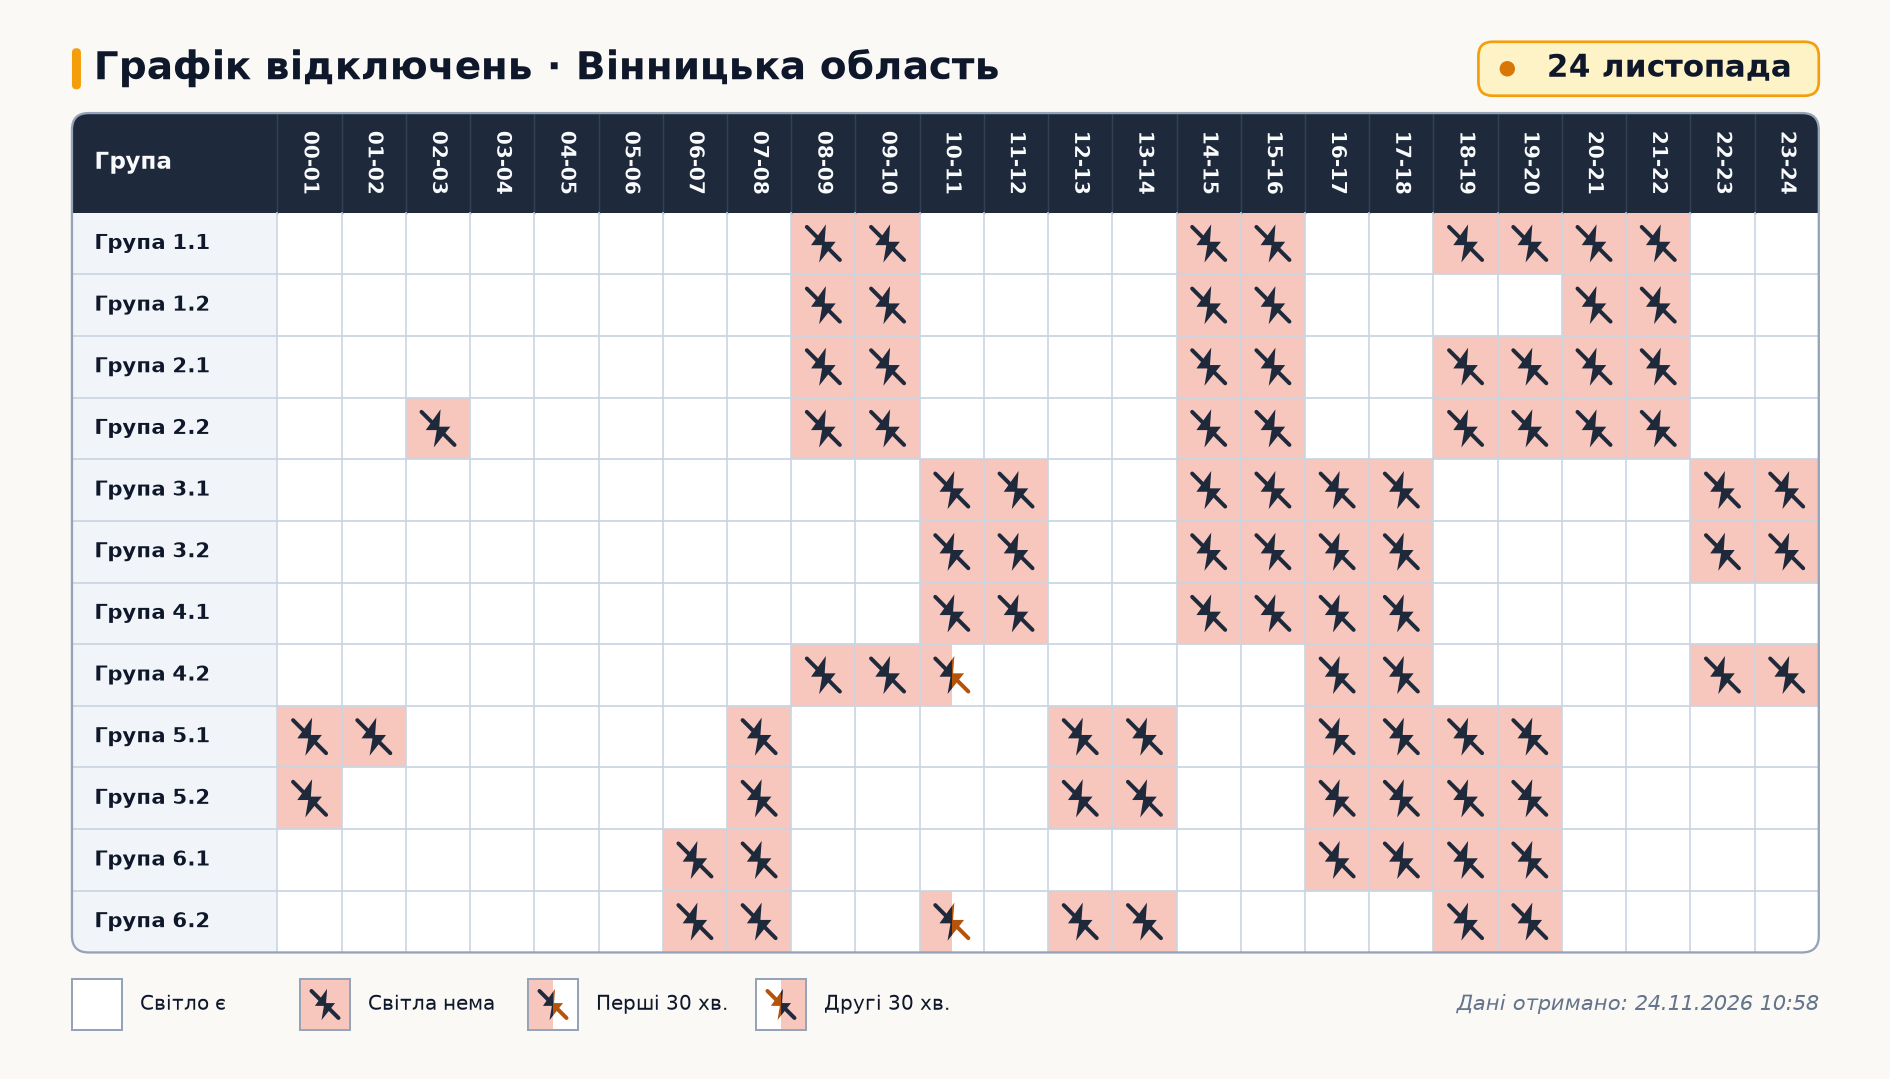 Графік відключень · Вінницька область
24 листопада
Група 00-01 01-02 02-03 03-04 04-05 05-06 06-07 07-08 08-09 09-10 10-11 11-12 12-13 13-14 14-15 15-16 16-17 17-18 18-19 19-20 20-21 21-22 22-23 23-24
Група 1.1
Група 1.2
Група 2.1
Група 2.2
Група 3.1
Група 3.2
Група 4.1
Група 4.2
Група 5.1
Група 5.2
Група 6.1
Група 6.2
Світло є Світла нема Перші 30 хв. Другі 30 хв.
Дані отримано: 24.11.2026 10:58